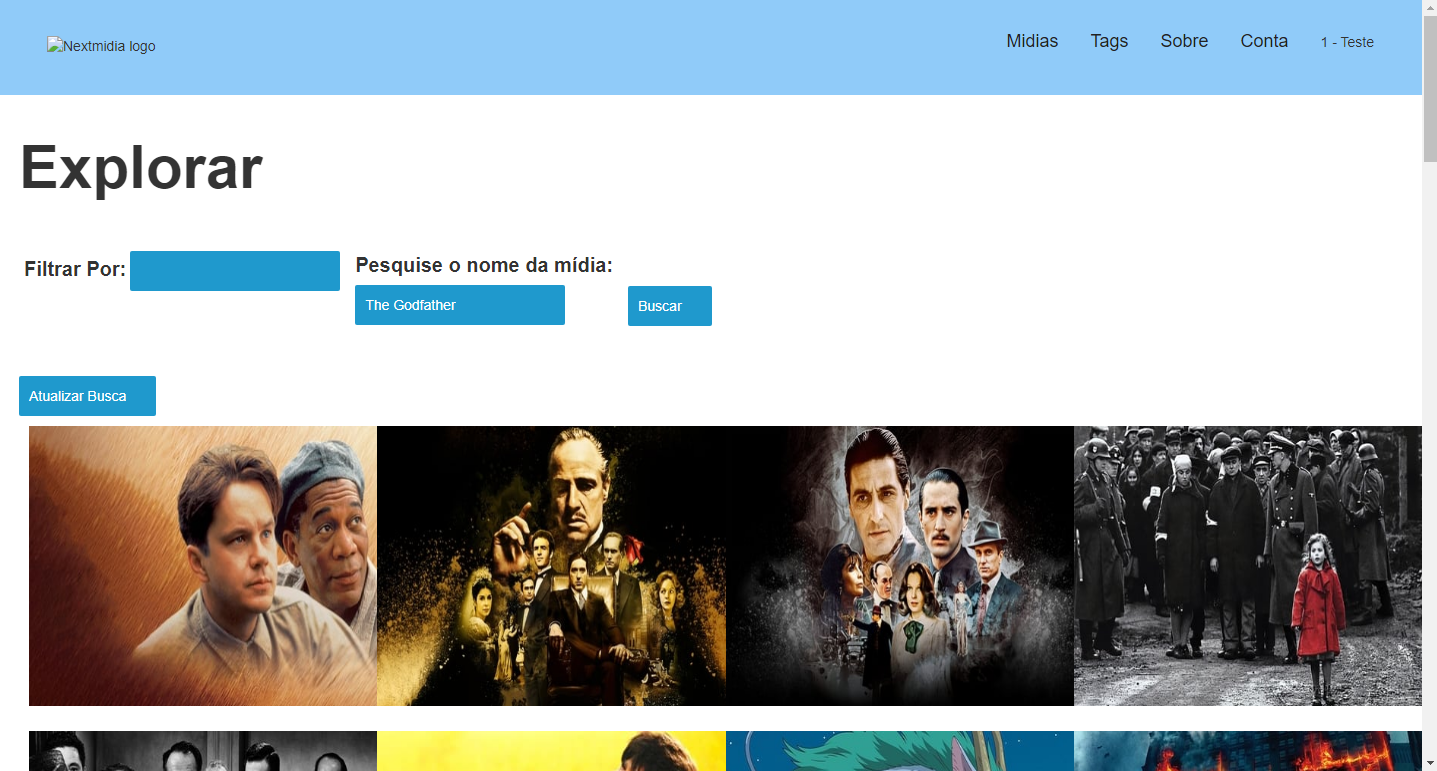 Nextmidia logo
Midias
Tags
Sobre
Conta
1 - Teste
Explorar
Filtrar Por:
Pesquise o nome da mídia:
The Godfather
Buscar
Atualizar Busca